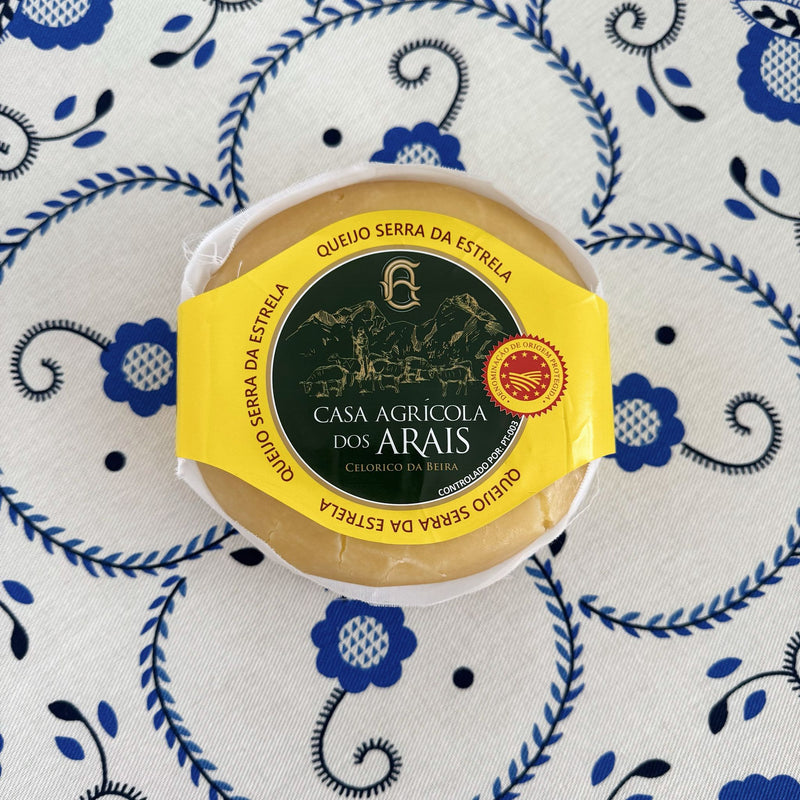 QUEIJO SERRA DA ESTRELA
QUEIJO SERRA DA ESTRELA
CASA AGRÍCOLA
DOS ARAIS
CELORICO DA BEIRA
DENOMINAÇÃO DE ORIGEM PROTEGIDA
CONTROLADO POR: PT-003
QUEIJO SERRA DA ESTRELA